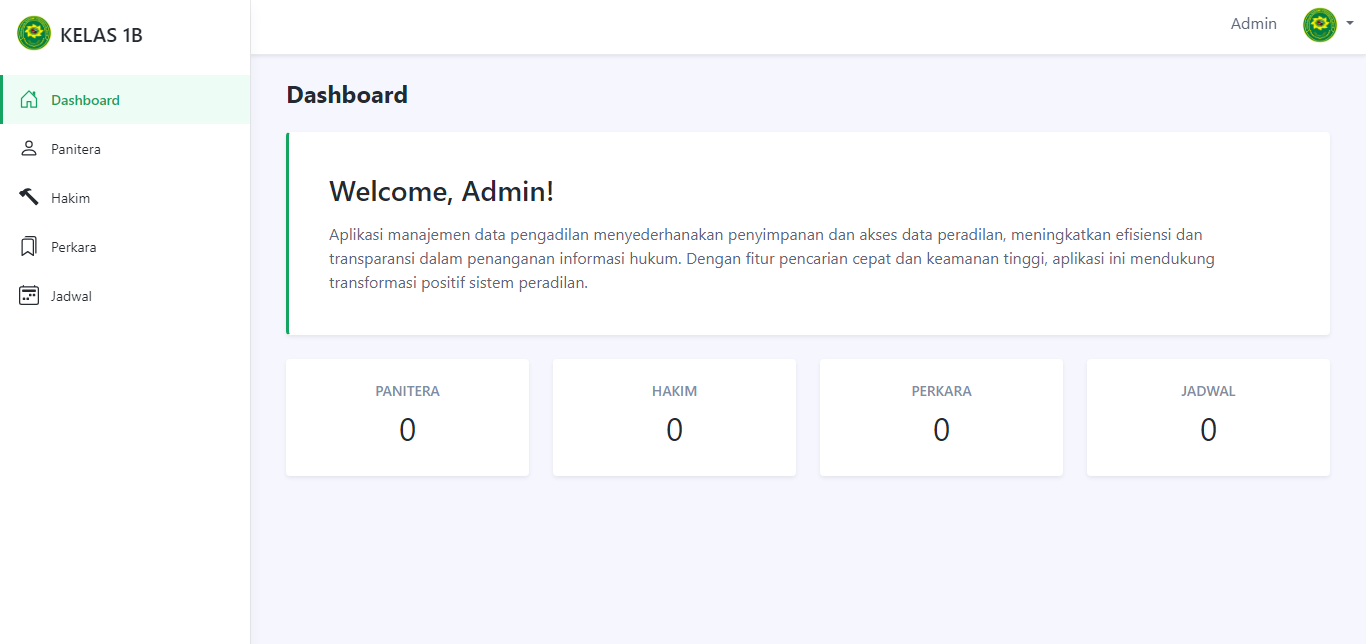 KELAS 1B
Admin
Dashboard
Panitera
Hakim
Perkara
Jadwal
Dashboard
Welcome, Admin!
Aplikasi manajemen data pengadilan menyederhanakan penyimpanan dan akses data peradilan, meningkatkan efisiensi dan
transparansi dalam penanganan informasi hukum. Dengan fitur pencarian cepat dan keamanan tinggi, aplikasi ini mendukung
transformasi positif sistem peradilan.
PANITERA
0
HAKIM
0
PERKARA
0
JADWAL
0